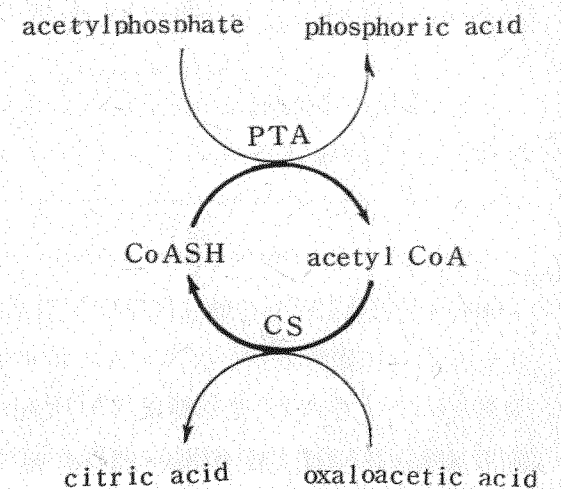 acetylphosphate phosphoric acid
PTA
CoASH acetyl CoA
CS
citric acid oxaloacetic acid